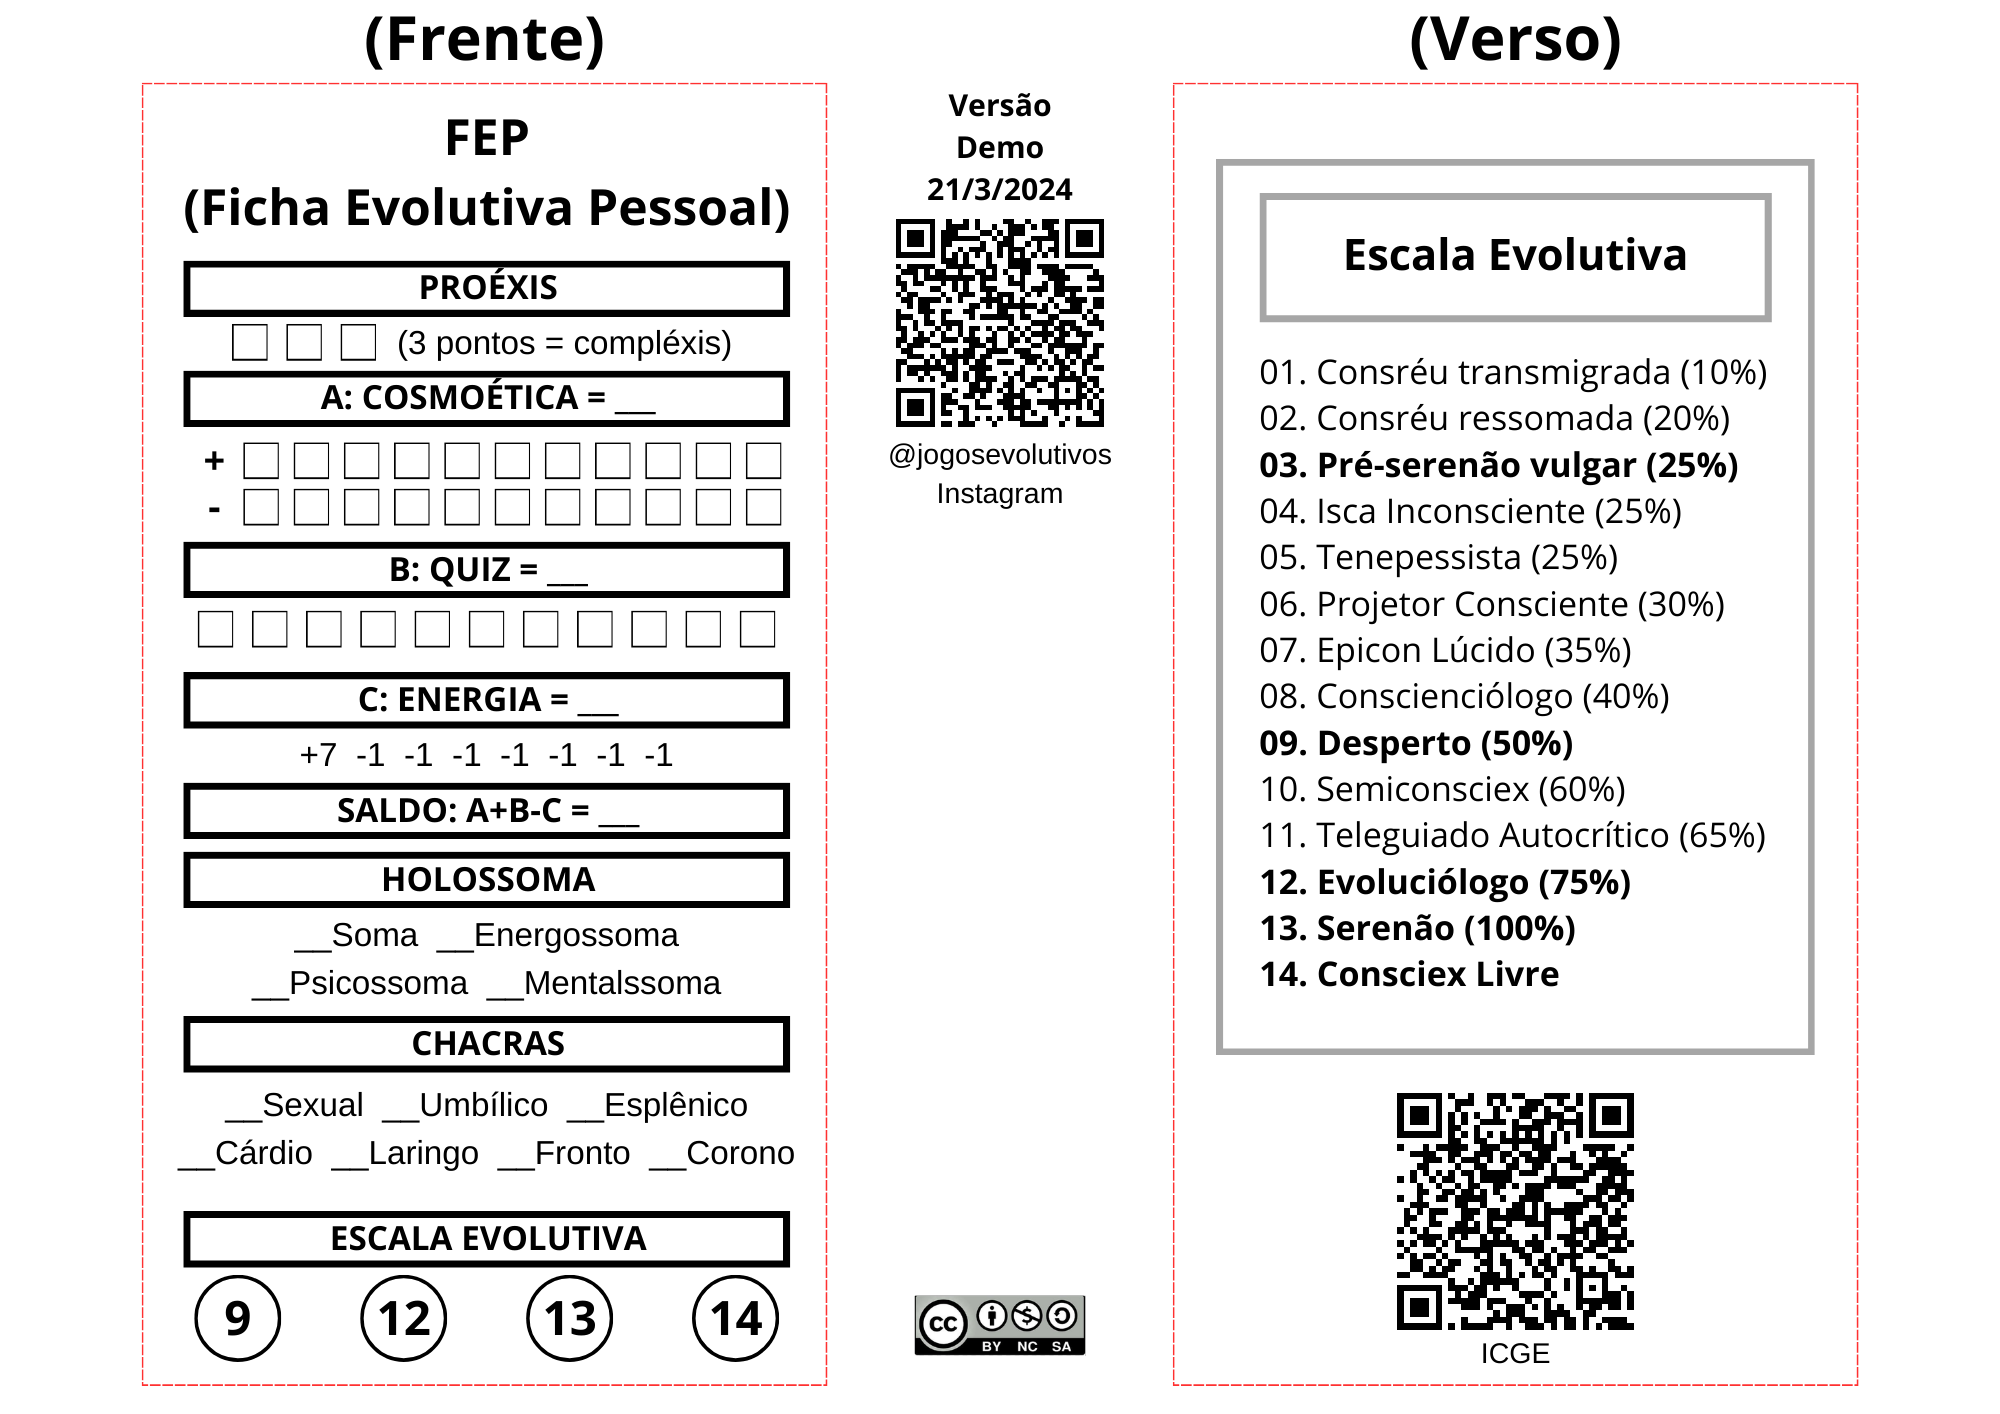 (Frente)
FEP
(Ficha Evolutiva Pessoal)
PROÉXIS
(3 pontos = compléxis)
A: COSMOÉTICA = __
+
-
B: QUIZ = __
C: ENERGIA = __
+7 -1 -1 -1 -1 -1 -1 -1
SALDO: A+B-C = __
HOLOSSOMA
__Soma __Energossoma
__Psicossoma __Mentalssoma
CHACRAS
__Sexual __Umbílico __Esplênico
__Cárdio __Laringo __Fronto __Corono
ESCALA EVOLUTIVA
9 12 13 14
Versão
Demo
21/3/2024
@jogosevolutivos
Instagram
cc
BY NC SA
(Verso)
Escala Evolutiva
01. Consréu transmigrada (10%)
02. Consréu ressomada (20%)
03. Pré-serenão vulgar (25%)
04. Isca Inconsciente (25%)
05. Tenepessista (25%)
06. Projetor Consciente (30%)
07. Epicon Lúcido (35%)
08. Conscienciólogo (40%)
09. Desperto (50%)
10. Semiconsciex (60%)
11. Teleguiado Autocrítico (65%)
12. Evoluciólogo (75%)
13. Serenão (100%)
14. Consciex Livre
ICGE